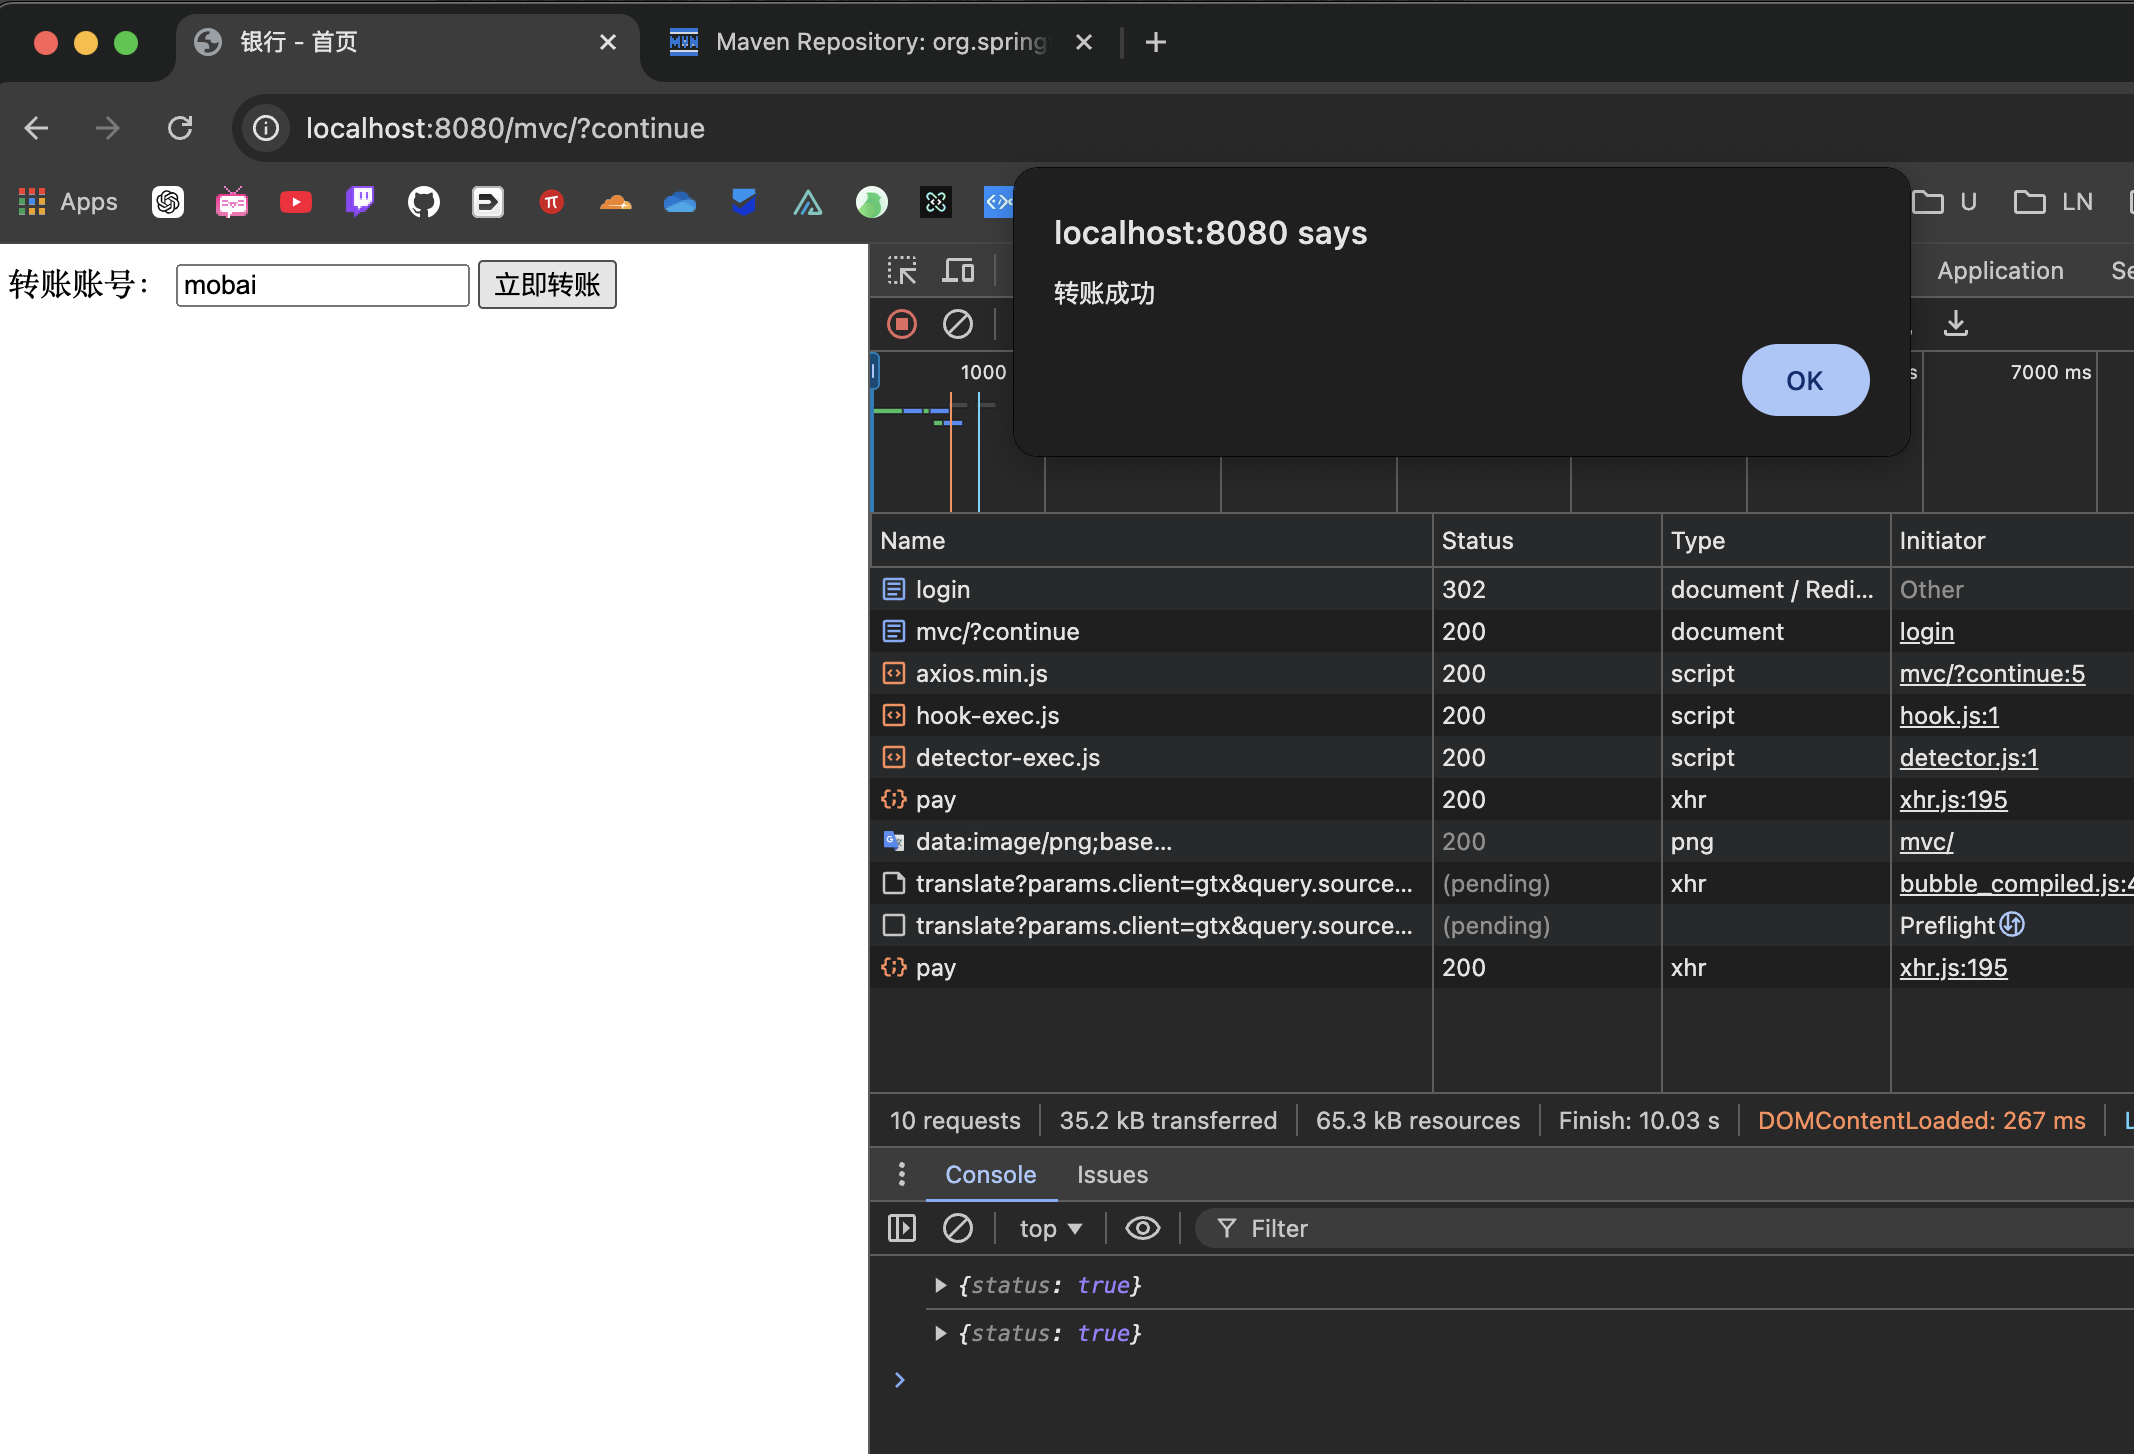 银行 - 首页
Maven Repository: org.spring
localhost:8080/mvc/?continue
Apps
U
LN
转账账号：
mobai
立即转账
localhost:8080 says
转账成功
OK
Application
Se
1000
s
7000 ms
Name Status Type Initiator
login 302 document / Redi... Other
mvc/?continue 200 document login
axios.min.js 200 script mvc/?continue:5
hook-exec.js 200 script hook.js:1
detector-exec.js 200 script detector.js:1
pay 200 xhr xhr.js:195
data:image/png;base... 200 png mvc/
translate?params.client=gtx&query.source... (pending) xhr bubble_compiled.js:4
translate?params.client=gtx&query.source... (pending) Preflight
pay 200 xhr xhr.js:195
10 requests 35.2 kB transferred 65.3 kB resources Finish: 10.03 s DOMContentLoaded: 267 ms L
Console Issues
top Filter
{status: true}
{status: true}